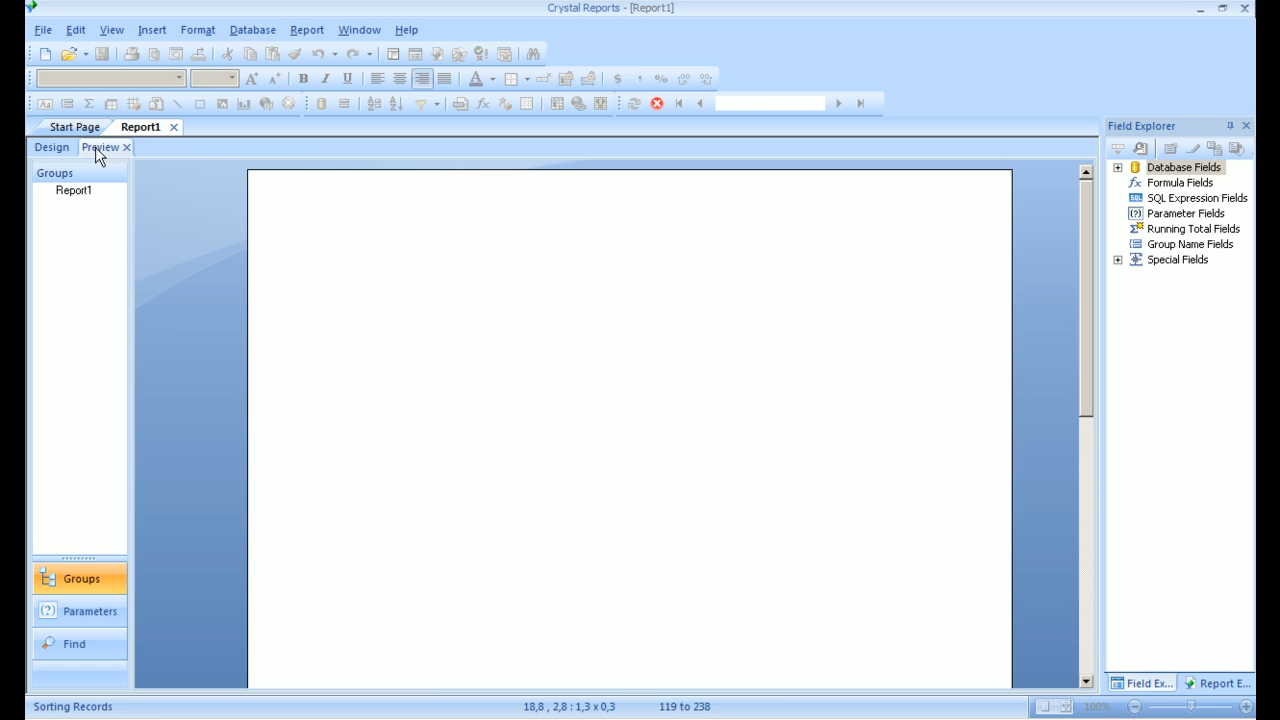 Crystal Reports - [Report1]
File Edit View Insert Format Database Report Window Help
Start Page Report1
Design Preview
Groups
Report1
Groups
Parameters
Find
Field Explorer
Database Fields
Formula Fields
SQL Expression Fields
Parameter Fields
Running Total Fields
Group Name Fields
Special Fields
Field Ex... Report E...
Sorting Records 18,8 , 2,8 : 1,3 x 0,3 119 to 238 100%